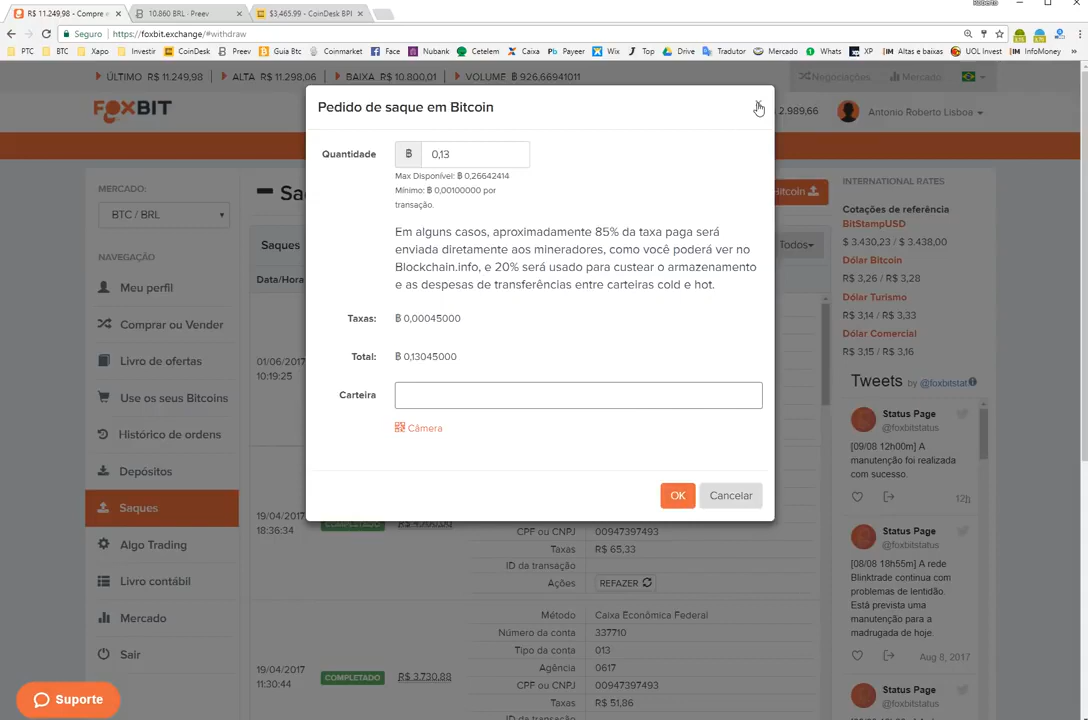 R$ 11.249,98 - Compre e
10.860 BRL · Preev
$3,465.99 - CoinDesk BPI
Roberto
Seguro
https://foxbit.exchange/#withdraw
PTC
BTC
Xapo
Investir
CoinDesk
Preev
Guia Btc
Coinmarket
Face
Nubank
Cetelem
Caixa
Payeer
Wix
Job
Drive
Tradutor
Mercado
Whats
XP
Altas e baixas
UOL Invest
InfoMoney
ÚLTIMO R$ 11.249,98
ALTA R$ 11.298,06
BAIXA R$ 10.800,01
VOLUME ฿ 926,66941011
Negociações
Mercado
FOXBIT
2.989,66
Antonio Roberto Lisboa
MERCADO:
BTC / BRL
NAVEGAÇÃO
Meu perfil
Comprar ou Vender
Livro de ofertas
Use os seus Bitcoins
Histórico de ordens
Depósitos
Saques
Algo Trading
Livro contábil
Mercado
Sair
Suporte
Sa
itcoin
Saques
Todos
Data/Hora
01/06/2017
10:19:25
19/04/2017
18:36:34
COMPLETADO
CPF ou CNPJ 00947397493
Taxas R$ 65,33
ID da transação
Ações REFAZER
Método Caixa Econômica Federal
Número da conta 337710
Tipo da conta 013
Agência 0617
19/04/2017
11:30:44
COMPLETADO
R$ 3.730,88
CPF ou CNPJ 00947397493
Taxas R$ 51,86
ID da transação
Pedido de saque em Bitcoin
Quantidade
฿ 0,13
Max Disponível: ฿ 0,26642414
Mínimo: ฿ 0,00100000 por
transação.
Em alguns casos, aproximadamente 85% da taxa paga será
enviada diretamente aos mineradores, como você poderá ver no
Blockchain.info, e 20% será usado para custear o armazenamento
e as despesas de transferências entre carteiras cold e hot.
Taxas: ฿ 0,00045000
Total: ฿ 0,13045000
Carteira
Câmera
OK
Cancelar
INTERNATIONAL RATES
Cotações de referência
BitStampUSD
$ 3.430,23 / $ 3.438,00
Dólar Bitcoin
R$ 3,26 / R$ 3,28
Dólar Turismo
R$ 3,14 / R$ 3,33
Dólar Comercial
R$ 3,15 / R$ 3,16
Tweets by @foxbitstat
Status Page
@foxbitstatus
[09/08 12h00m] A
manutenção foi realizada
com sucesso.
12h
Status Page
@foxbitstatus
[08/08 18h55m] A rede
Blinktrade continua com
problemas de lentidão.
Está prevista uma
manutenção para a
madrugada de hoje.
Aug 8, 2017
Status Page
@foxbitstatus